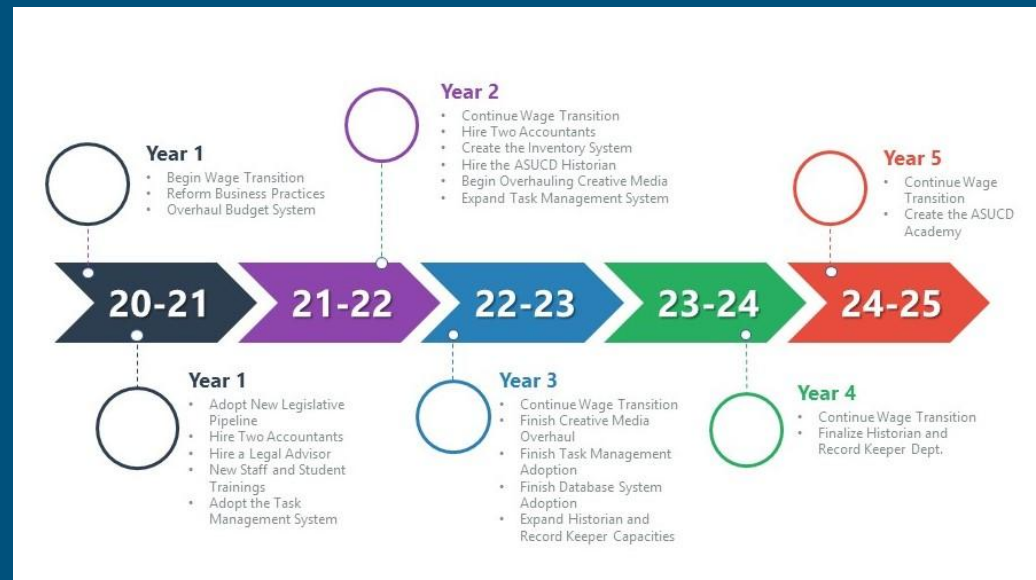 Year 1
• Begin Wage Transition
• Reform Business Practices
• Overhaul Budget System
Year 2
• Continue Wage Transition
• Hire Two Accountants
• Create the Inventory System
• Hire the ASUCD Historian
• Begin Overhauling Creative Media
• Expand Task Management System
Year 5
• Continue Wage
Transition
• Create the ASUCD
Academy
20-21
21-22
22-23
23-24
24-25
Year 1
• Adopt New Legislative
Pipeline
• Hire Two Accountants
• Hire a Legal Advisor
• New Staff and Student
Trainings
• Adopt the Task
Management System
Year 3
• Continue Wage Transition
• Finish Creative Media
Overhaul
• Finish Task Management
Adoption
• Finish Database System
Adoption
• Expand Historian and
Record Keeper Capacities
Year 4
• Continue Wage Transition
• Finalize Historian and
Record Keeper Dept.